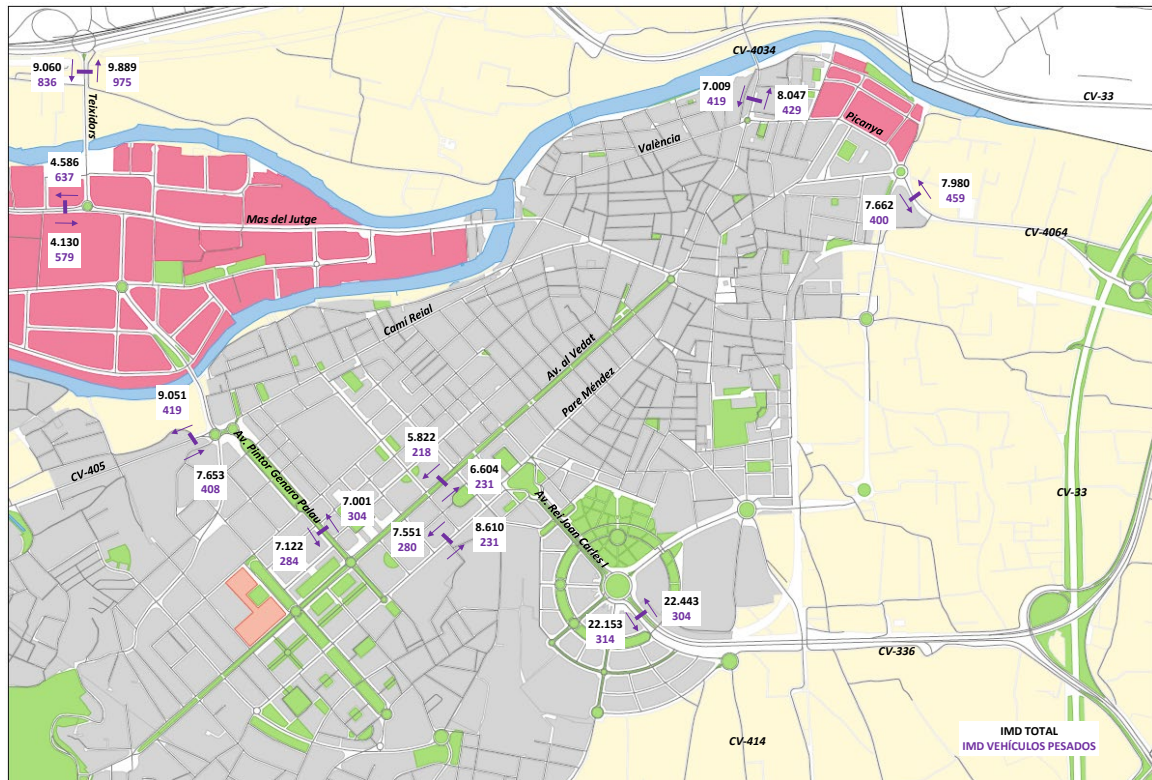 CV-4034
9.060
836
9.889
975
Teixidors
7.009
419
8.047
429
CV-33
Picanya
València
4.586
637
7.980
459
7.662
400
Mas del Jutge
4.130
579
CV-4064
Camí Reial
Av. al Vedat
Pare Méndez
9.051
419
Av. Pintor Genaro Palau
5.822
218
6.604
231
CV-405
7.653
408
7.001
304
7.551
280
8.610
231
Av. Rei Joan Carles I
CV-33
7.122
284
22.443
304
22.153
314
CV-336
CV-414
IMD TOTAL
IMD VEHÍCULOS PESADOS